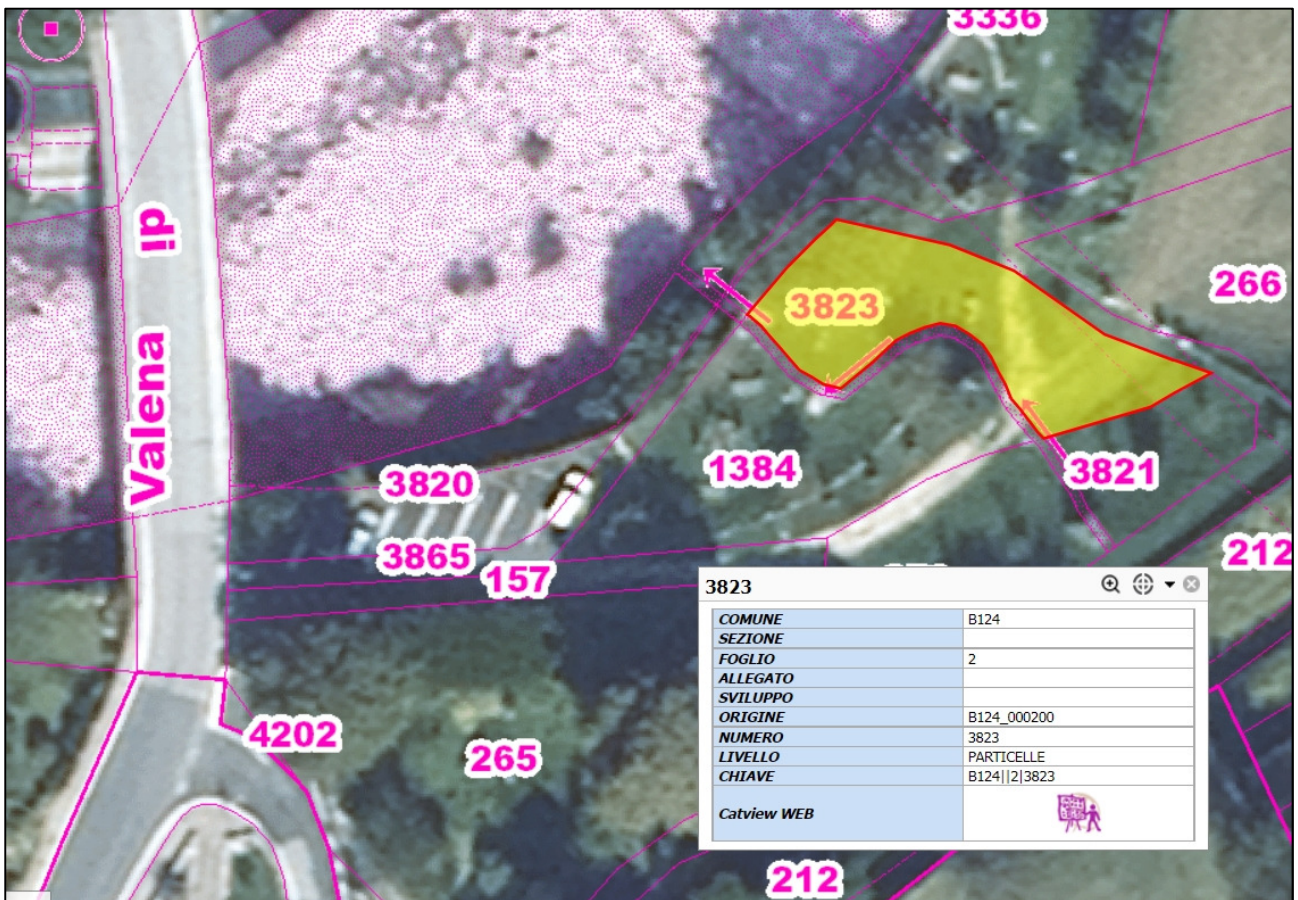 3336
di
Valena
3823
266
3820
1384
3821
3865
157
212
3823
COMUNE B124
SEZIONE
FOGLIO 2
ALLEGATO
SVILUPPO
ORIGINE B124_000200
NUMERO 3823
LIVELLO PARTICELLE
CHIAVE B124||2|3823
Catview WEB
4202
265
212